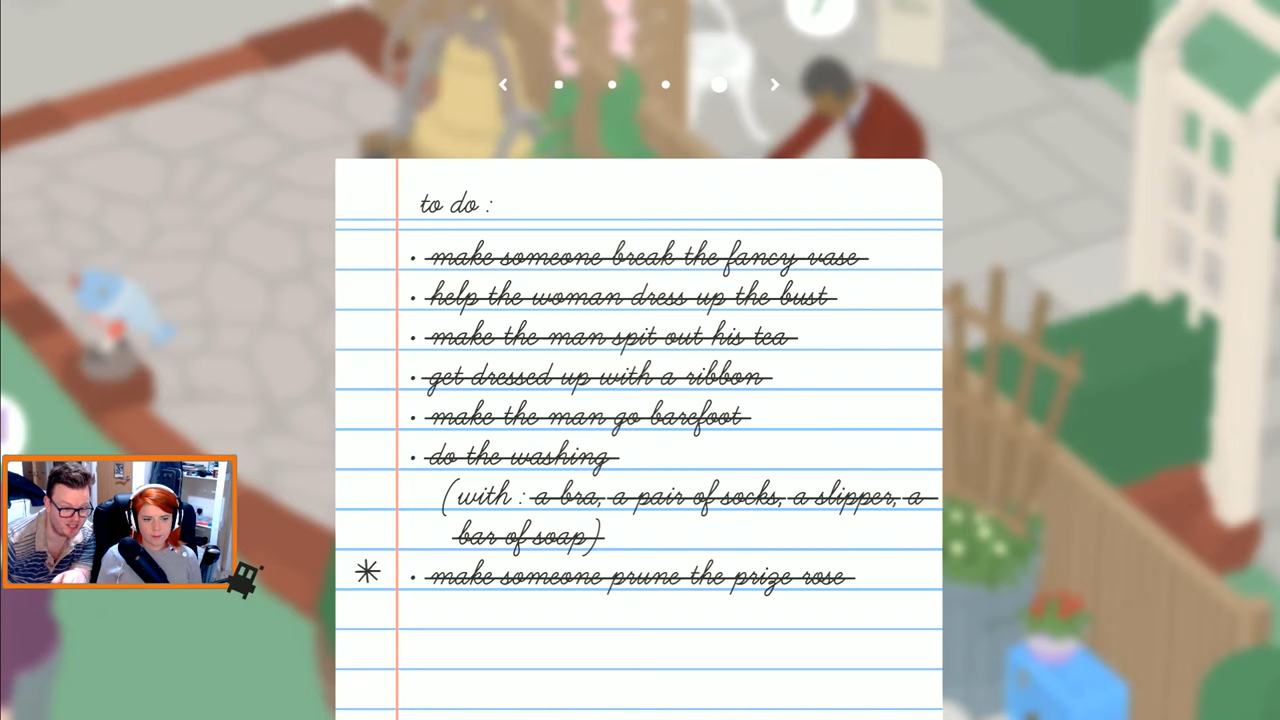 to do :
• make someone break the fancy vase
• help the woman dress up the bust
• make the man spit out his tea
• get dressed up with a ribbon
• make the man go barefoot
• do the washing
(with : a bra, a pair of socks, a slipper, a
bar of soap)
• make someone prune the prize rose